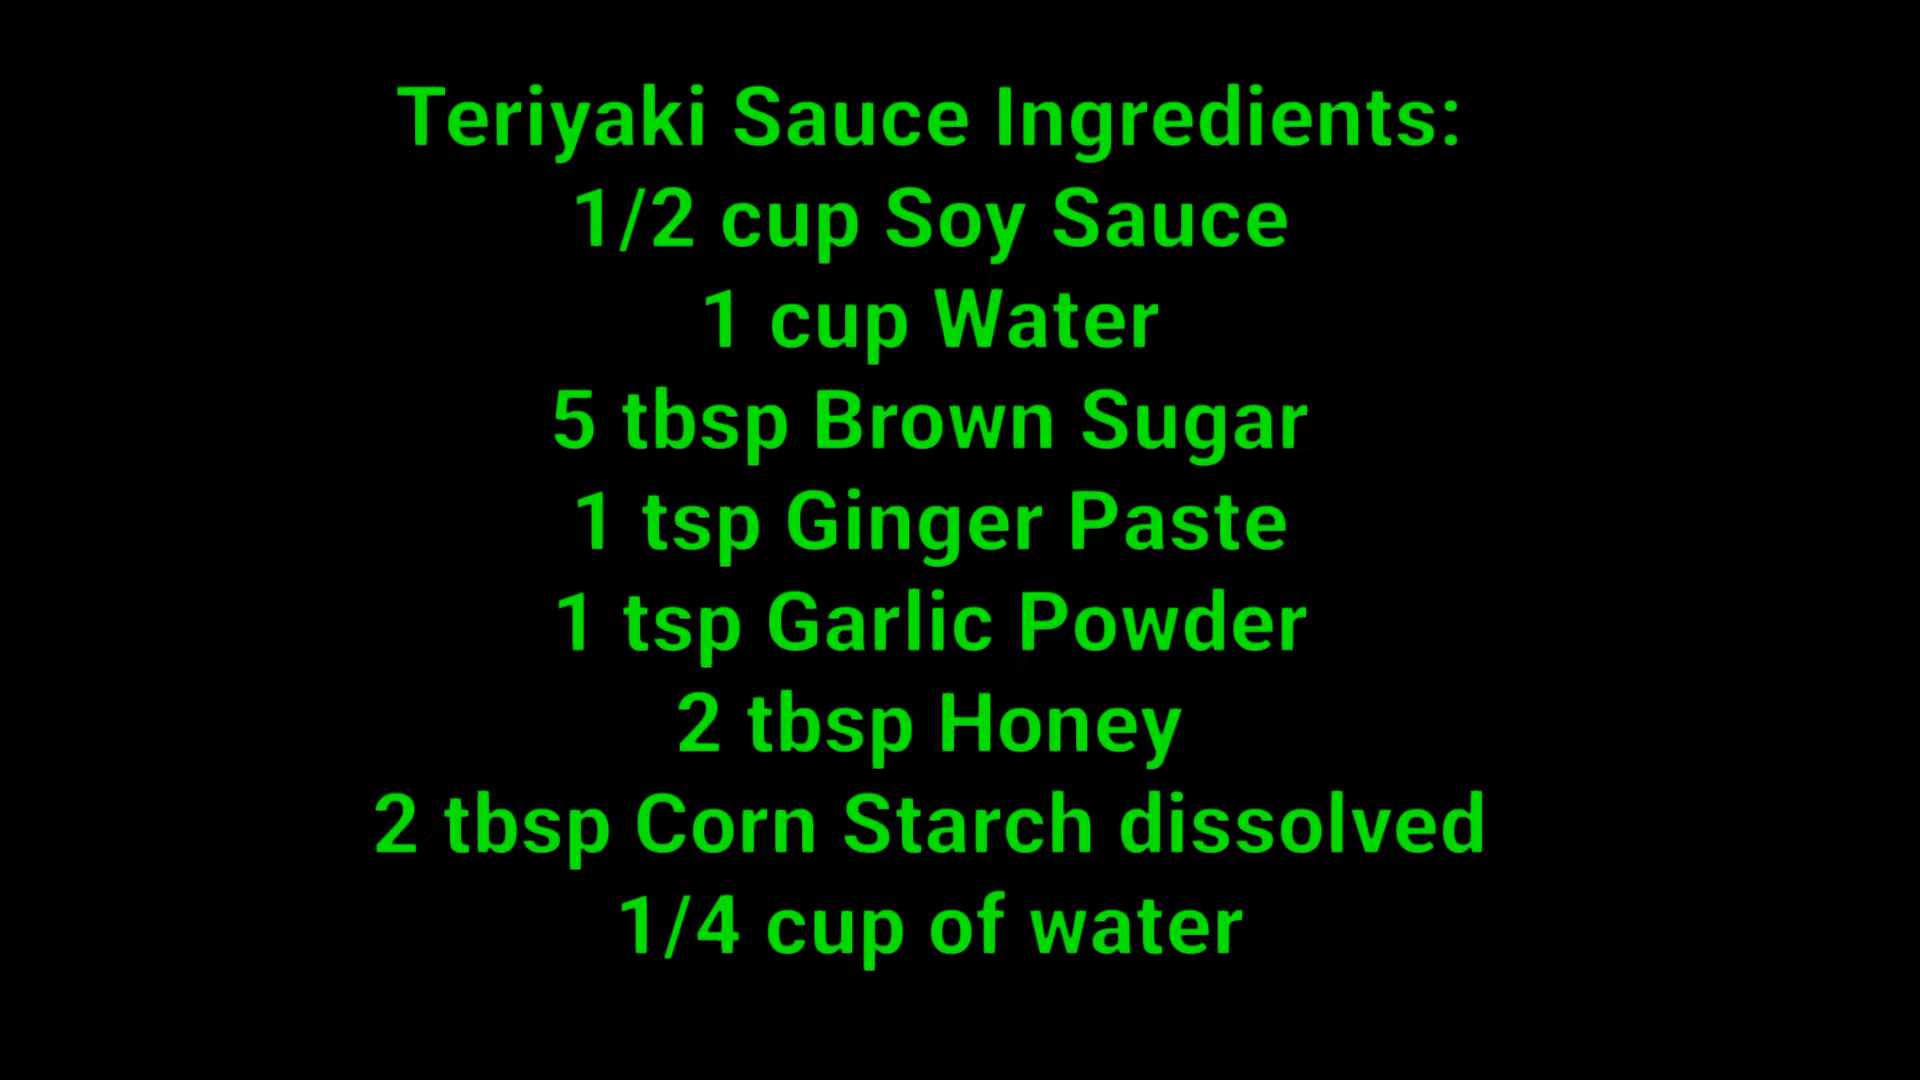 Teriyaki Sauce Ingredients:
1/2 cup Soy Sauce
1 cup Water
5 tbsp Brown Sugar
1 tsp Ginger Paste
1 tsp Garlic Powder
2 tbsp Honey
2 tbsp Corn Starch dissolved
1/4 cup of water